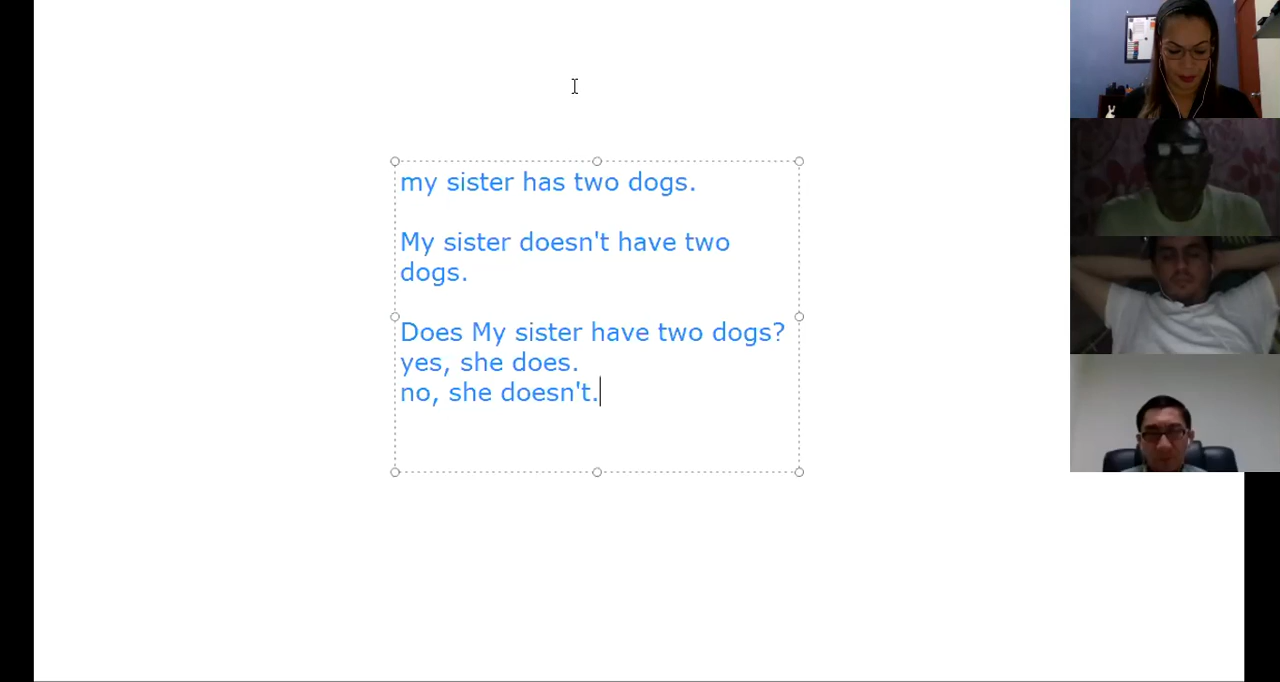 my sister has two dogs.
My sister doesn't have two
dogs.
Does My sister have two dogs?
yes, she does.
no, she doesn't.